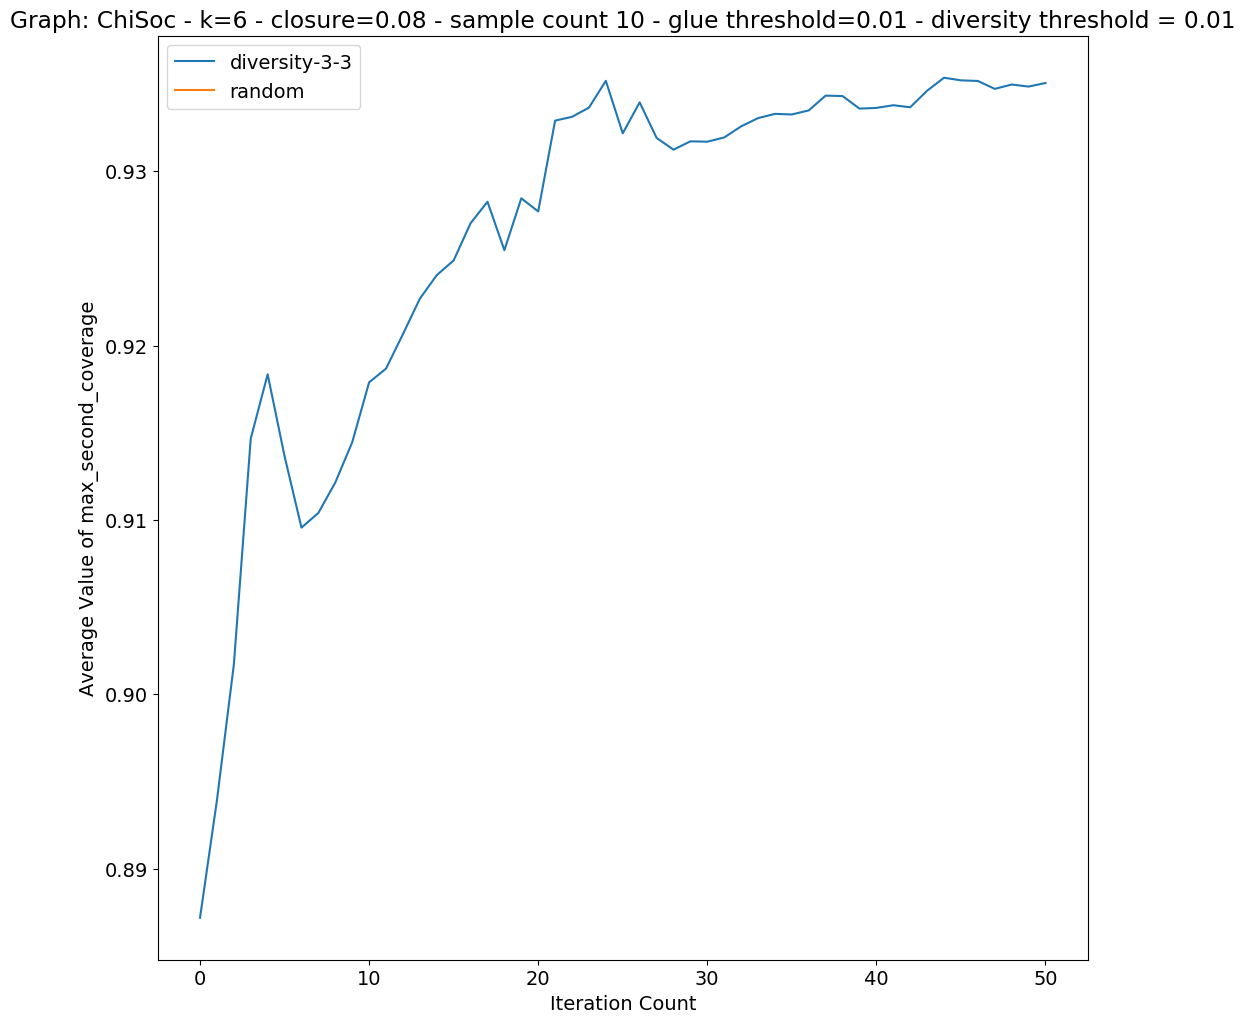 Graph: ChiSoc - k=6 - closure=0.08 - sample count 10 - glue threshold=0.01 - diversity threshold = 0.01
diversity-3-3
random
0.93
0.92
0.91
0.90
0.89
Average Value of max_second_coverage
0 10 20 30 40 50
Iteration Count